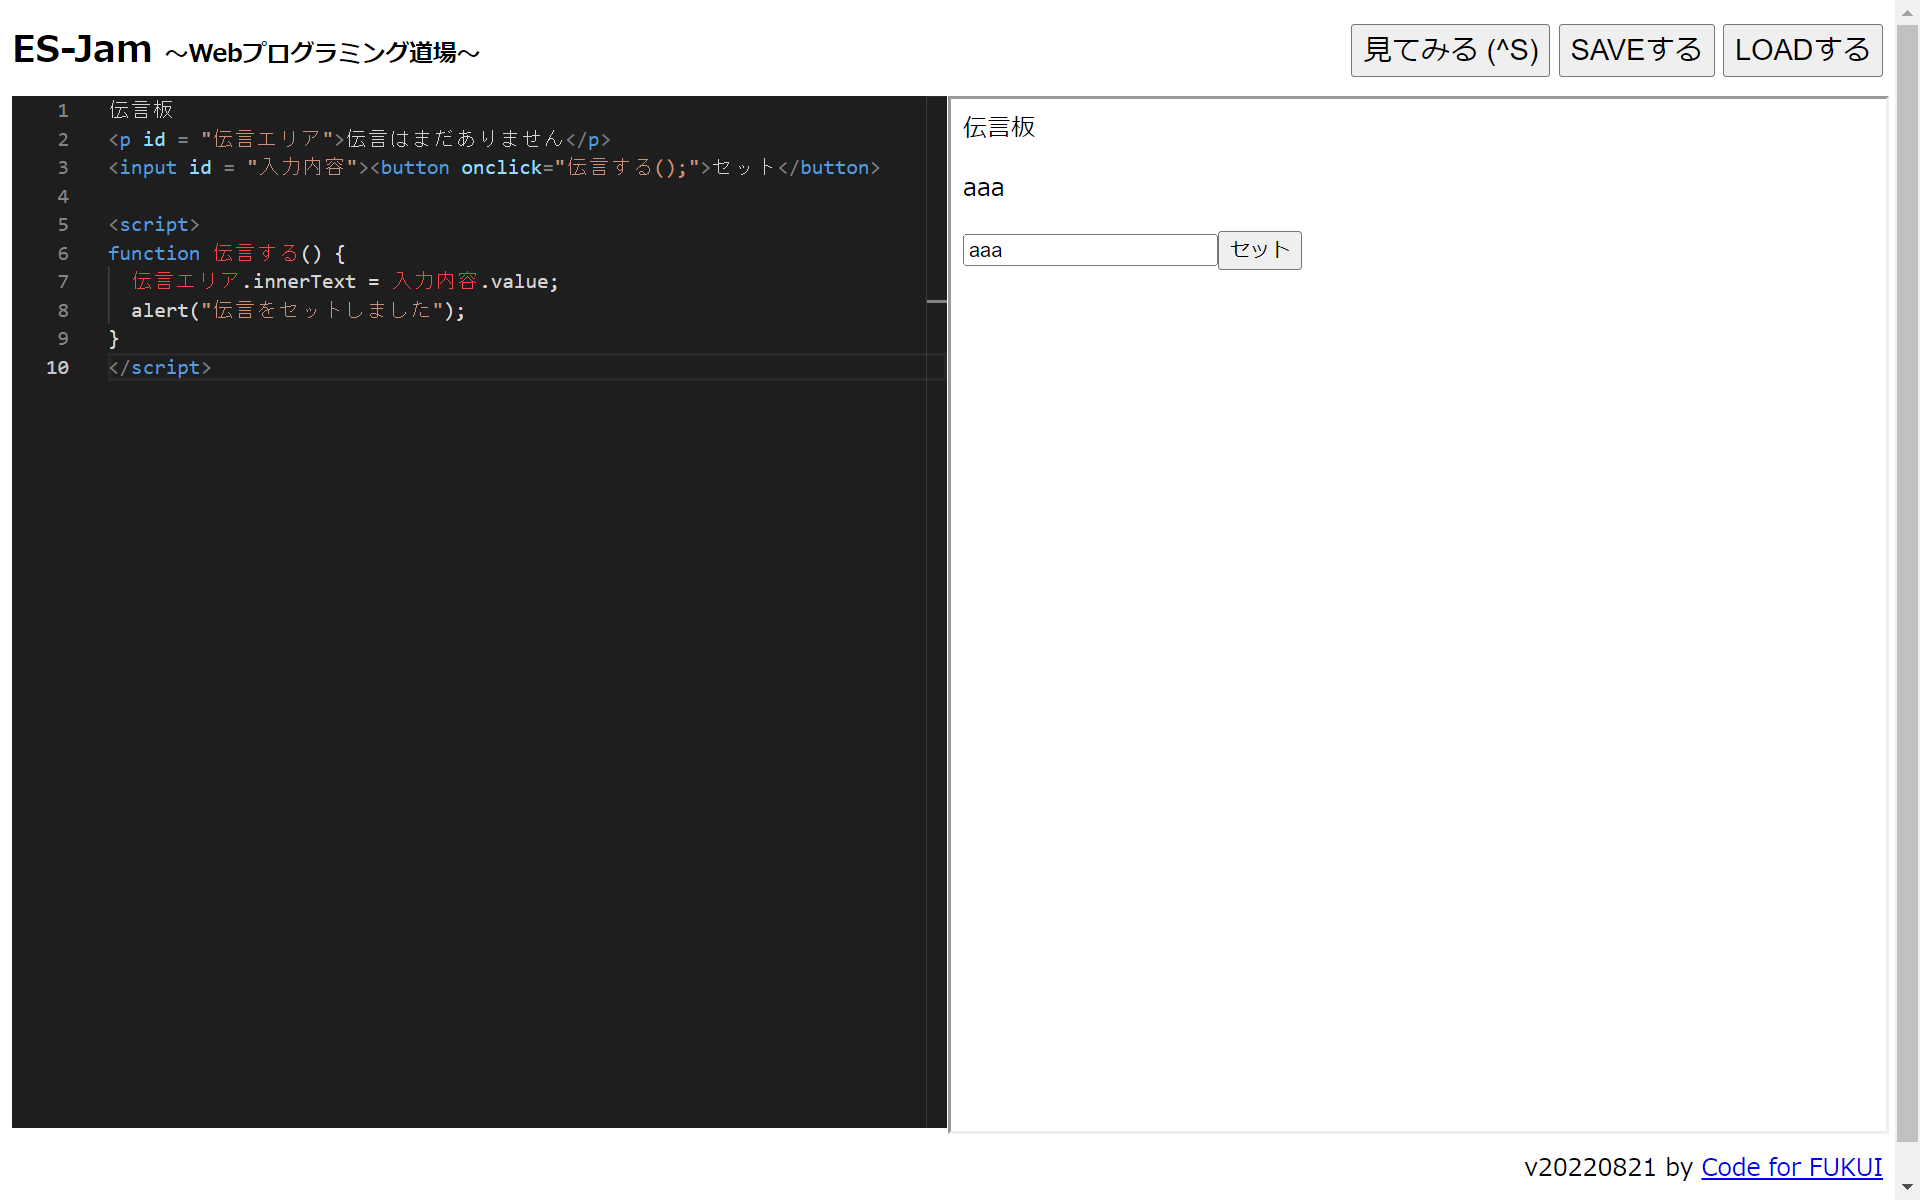 ES-Jam ～Webプログラミング道場～
見てみる (^S) SAVEする LOADする
1 伝言板
2 <p id = "伝言エリア">伝言はまだありません</p>
3 <input id = "入力内容"><button onclick="伝言する();">セット</button>
4
5 <script>
6 function 伝言する() {
7   伝言エリア.innerText = 入力内容.value;
8   alert("伝言をセットしました");
9 }
10 </script>
伝言板
aaa
aaa セット
v20220821 by Code for FUKUI